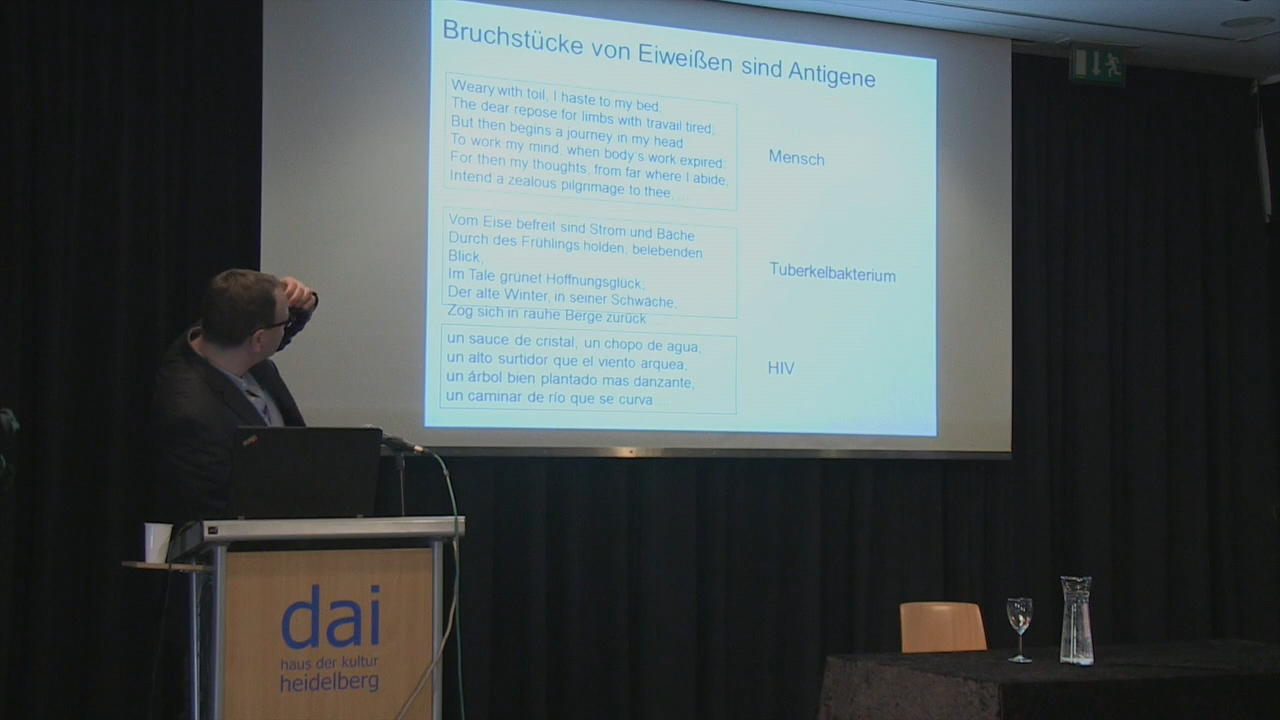 Bruchstücke von Eiweißen sind Antigene
Weary with toil, I haste to my bed,
The dear repose for limbs with travail tired;
But then begins a journey in my head
To work my mind, when body's work expired;
For then my thoughts, from far where I abide,
Intend a zealous pilgrimage to thee, ...
Mensch
Vom Eise befreit sind Strom und Bäche
Durch des Frühlings holden, belebenden
Blick,
Im Tale grünet Hoffnungsglück;
Der alte Winter, in seiner Schwäche,
Zog sich in rauhe Berge zurück ...
Tuberkelbakterium
un sauce de cristal, un chopo de agua,
un alto surtidor que el viento arquea,
un árbol bien plantado mas danzante,
un caminar de río que se curva ...
HIV
dai
haus der kultur
heidelberg